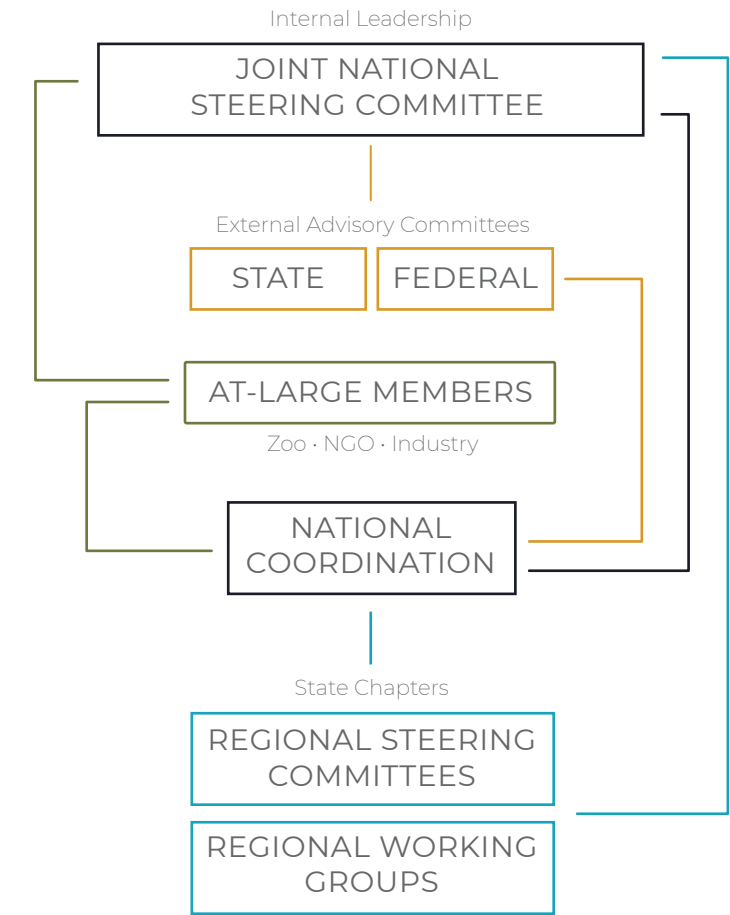 Internal Leadership
JOINT NATIONAL
STEERING COMMITTEE
External Advisory Committees
STATE
FEDERAL
AT-LARGE MEMBERS
Zoo · NGO · Industry
NATIONAL
COORDINATION
State Chapters
REGIONAL STEERING
COMMITTEES
REGIONAL WORKING
GROUPS